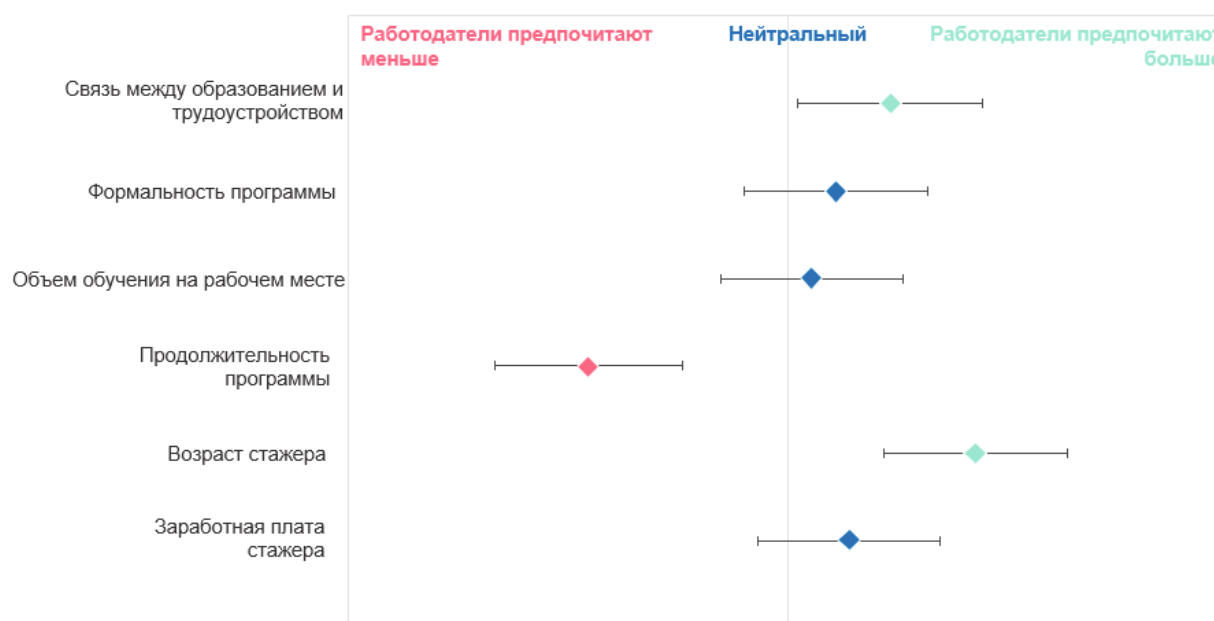 Работодатели предпочитают
меньше
Нейтральный
Работодатели предпочитают
больше
Связь между образованием и
трудоустройством
Формальность программы
Объем обучения на рабочем месте
Продолжительность
программы
Возраст стажера
Заработная плата
стажера